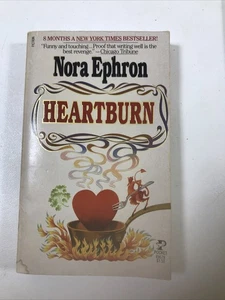 8 MONTHS A NEW YORK TIMES BESTSELLER!
"Funny and touching...Proof that writing well is the
best revenge." —Chicago Tribune
Nora Ephron
HEARTBURN